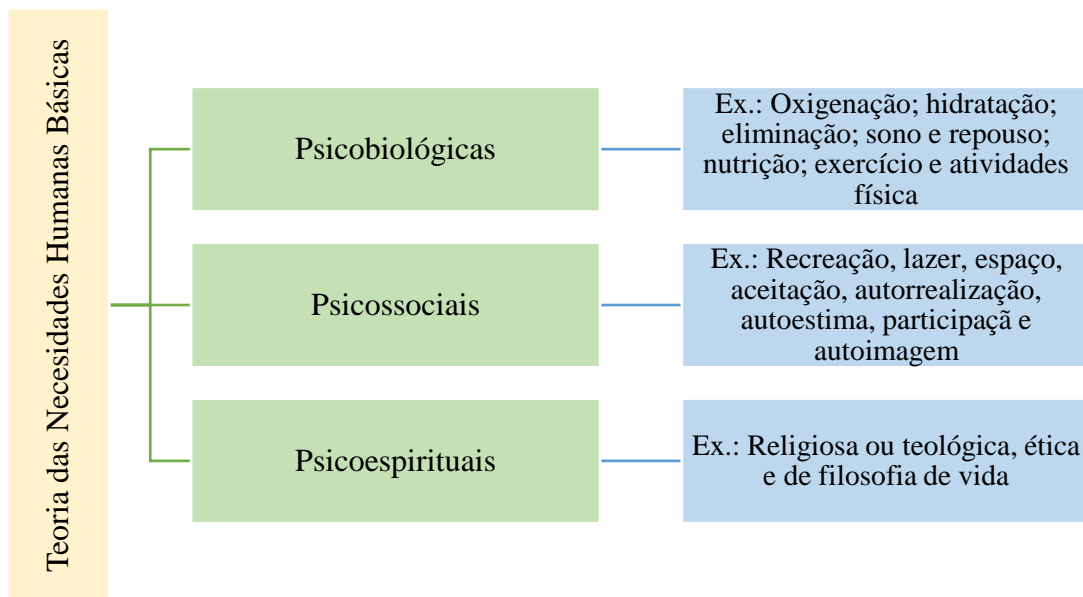 Teoria das Necesidades Humanas Básicas
Psicobiológicas
Ex.: Oxigenação; hidratação;
eliminação; sono e repouso;
nutrição; exercício e atividades
física
Psicossociais
Ex.: Recreação, lazer, espaço,
aceitação, autorrealização,
autoestima, participaçã e
autoimagem
Psicoespirituais
Ex.: Religiosa ou teológica, ética
e de filosofia de vida